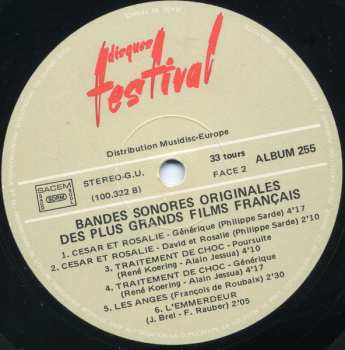 disques
festival
Distribution Musidisc-Europe
SACEM
SDRM
STEREO-G.U.
(100.322 B)
33 tours
FACE 2
ALBUM 255
BANDES SONORES ORIGINALES
DES PLUS GRANDS FILMS FRANÇAIS
1. CESAR ET ROSALIE - Générique (Philippe Sarde) 4'17
2. CESAR ET ROSALIE - David et Rosalie (Philippe Sarde) 2'10
3. TRAITEMENT DE CHOC - Poursuite
(René Koering - Alain Jessua) 3'10
4. TRAITEMENT DE CHOC - Générique
(René Koering - Alain Jessua) 4'17
5. LES ANGES (François de Roubaix) 2'30
6. L'EMMERDEUR
(J. Brel - F. Rauber) 2'05